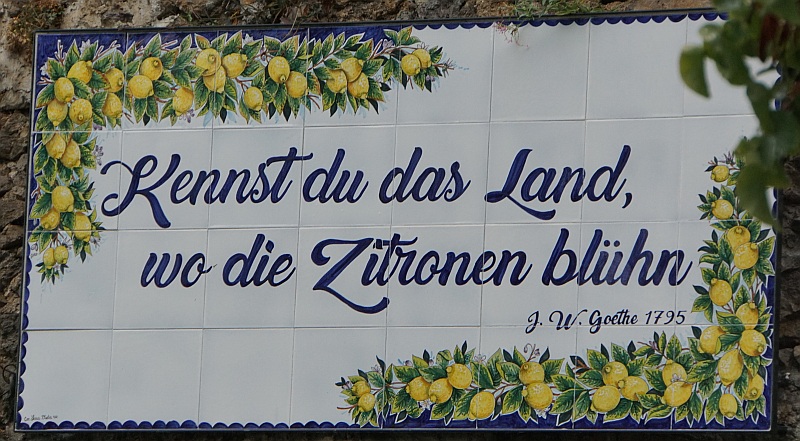 Kennst du das Land,
wo die Zitronen blühn
J. W. Goethe 1795